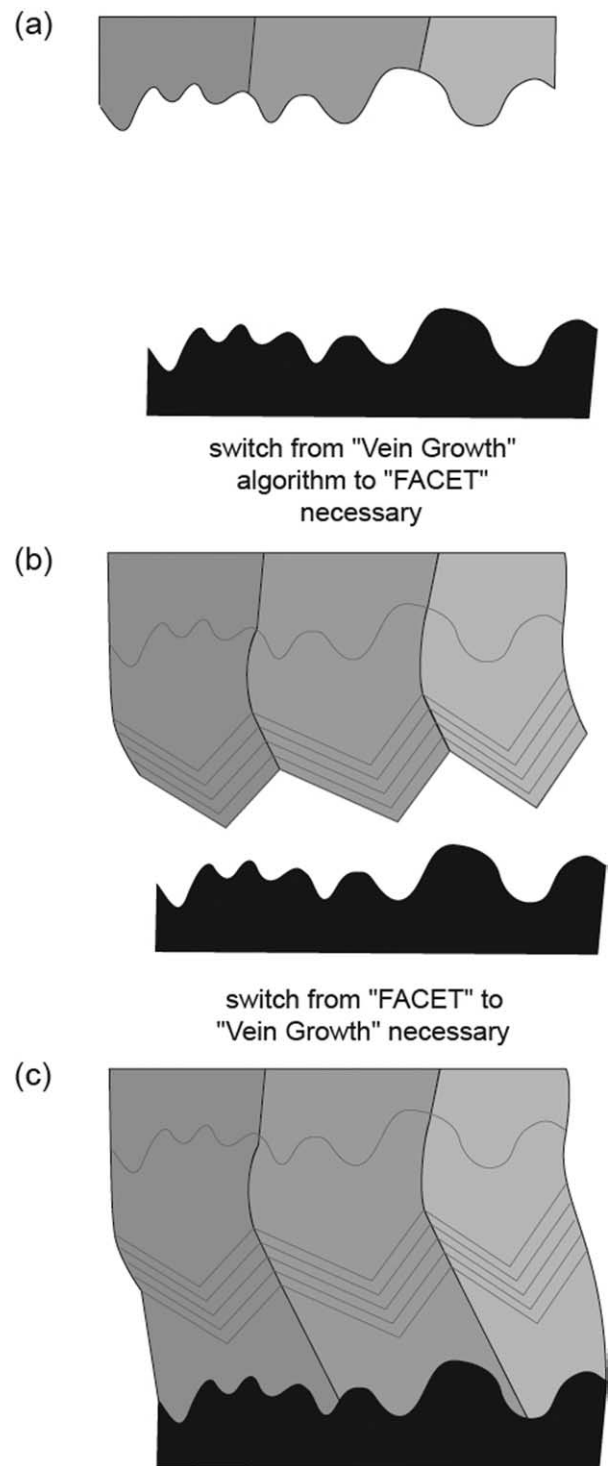 (a)
switch from "Vein Growth"
algorithm to "FACET"
necessary
(b)
switch from "FACET" to
"Vein Growth" necessary
(c)